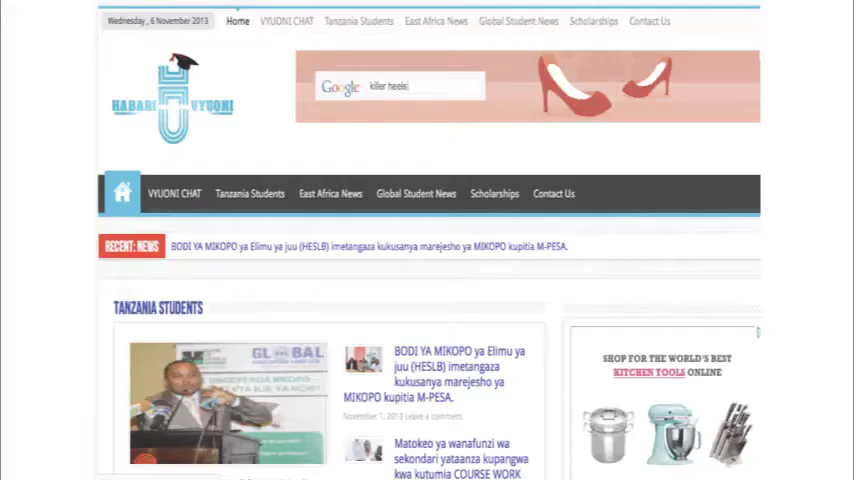 Wednesday , 6 November 2013 Home VYUONI CHAT Tanzania Students East Africa News Global Student News Scholarships Contact Us
HABARI VYUONI
Google killer heels
VYUONI CHAT Tanzania Students East Africa News Global Student News Scholarships Contact Us
RECENT: NEWS BODI YA MIKOPO ya Elimu ya juu (HESLB) imetangaza kukusanya marejesho ya MIKOPO kupitia M-PESA.
TANZANIA STUDENTS
GLOBAL
BODI YA MIKOPO ya Elimu ya
juu (HESLB) imetangaza
kukusanya marejesho ya
MIKOPO kupitia M-PESA.
November 1, 2013 Leave a comment
Matokeo ya wanafunzi wa
sekondari yataanza kupangwa
kwa kutumia COURSE WORK
SHOP FOR THE WORLD'S BEST
KITCHEN TOOLS ONLINE